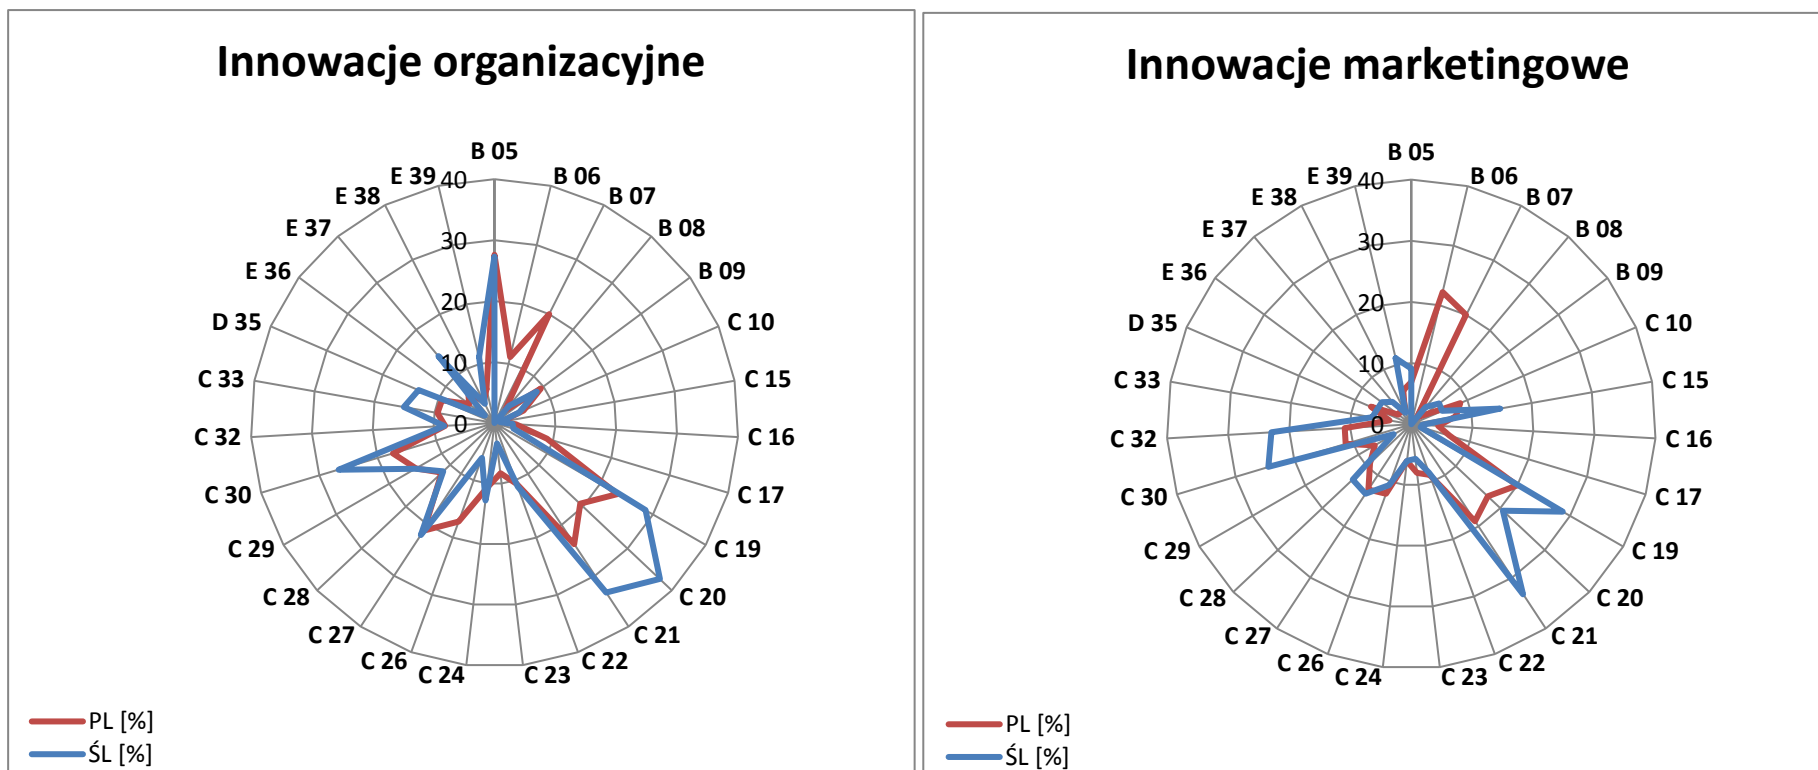 Innowacje organizacyjne
B 05
B 06
B 07
B 08
B 09
C 10
C 15
C 16
C 17
C 19
C 20
C 21
C 22
C 23
C 24
C 26
C 27
C 28
C 29
C 30
C 32
C 33
D 35
E 36
E 37
E 38
E 39
40
30
20
10
0
PL [%]
ŚL [%]
Innowacje marketingowe
B 05
B 06
B 07
B 08
B 09
C 10
C 15
C 16
C 17
C 19
C 20
C 21
C 22
C 23
C 24
C 26
C 27
C 28
C 29
C 30
C 32
C 33
D 35
E 36
E 37
E 38
E 39
40
30
20
10
0
PL [%]
ŚL [%]